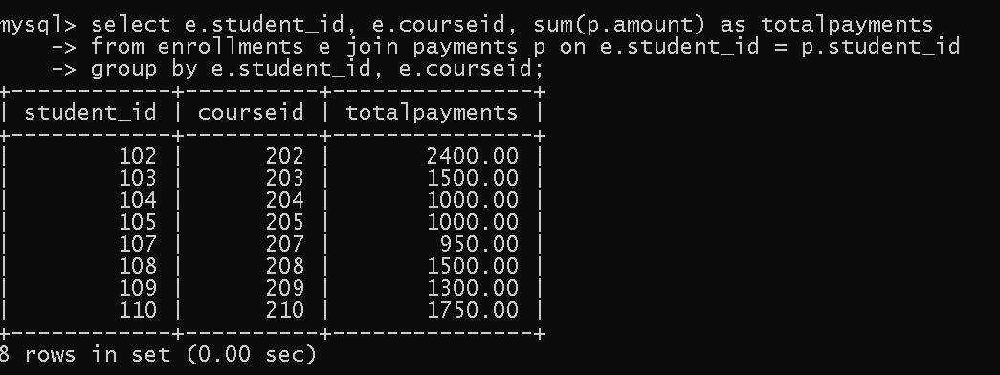 mysql> select e.student_id, e.courseid, sum(p.amount) as totalpayments
    -> from enrollments e join payments p on e.student_id = p.student_id
    -> group by e.student_id, e.courseid;
+------------+----------+---------------+
| student_id | courseid | totalpayments |
+------------+----------+---------------+
|        102 |      202 |       2400.00 |
|        103 |      203 |       1500.00 |
|        104 |      204 |       1000.00 |
|        105 |      205 |       1000.00 |
|        107 |      207 |        950.00 |
|        108 |      208 |       1500.00 |
|        109 |      209 |       1300.00 |
|        110 |      210 |       1750.00 |
+------------+----------+---------------+
8 rows in set (0.00 sec)